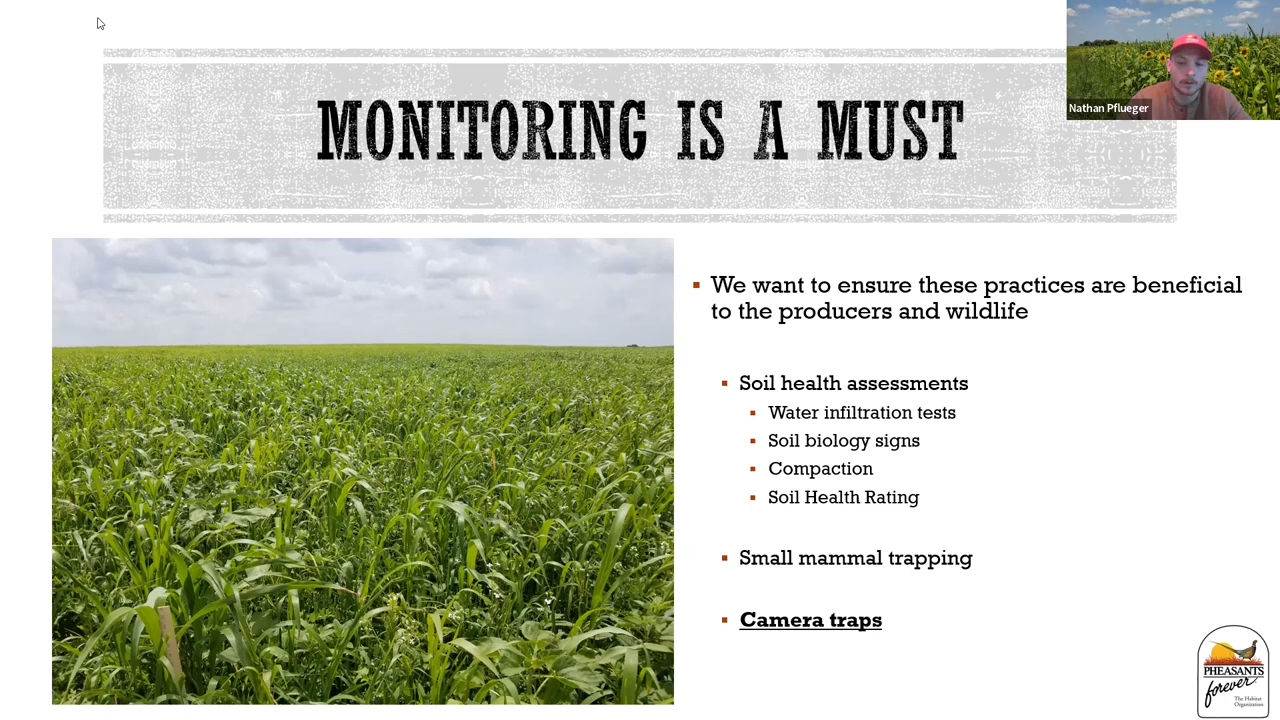 Nathan Pflueger
MONITORING IS A MUST
We want to ensure these practices are beneficial
to the producers and wildlife
Soil health assessments
Water infiltration tests
Soil biology signs
Compaction
Soil Health Rating
Small mammal trapping
Camera traps
PHEASANTS
forever
The Habitat
Organization